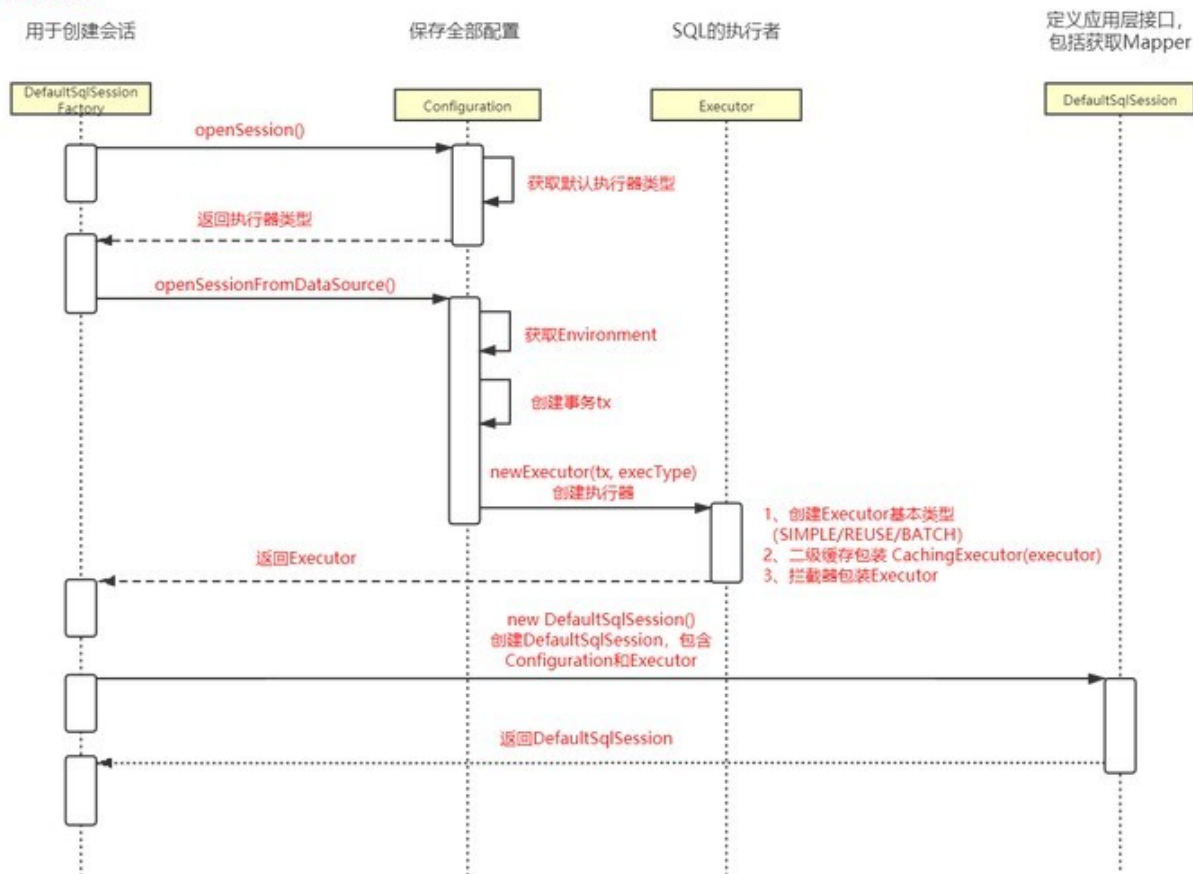 用于创建会话
保存全部配置
SQL的执行者
定义应用层接口，
包括获取Mapper
DefaultSqlSession
Factory
Configuration
Executor
DefaultSqlSession
openSession()
获取默认执行器类型
返回执行器类型
openSessionFromDataSource()
获取Environment
创建事务tx
newExecutor(tx, execType)
创建执行器
1、创建Executor基本类型
(SIMPLE/REUSE/BATCH)
2、二级缓存包装 CachingExecutor(executor)
3、拦截器包装Executor
返回Executor
new DefaultSqlSession()
创建DefaultSqlSession，包含
Configuration和Executor
返回DefaultSqlSession